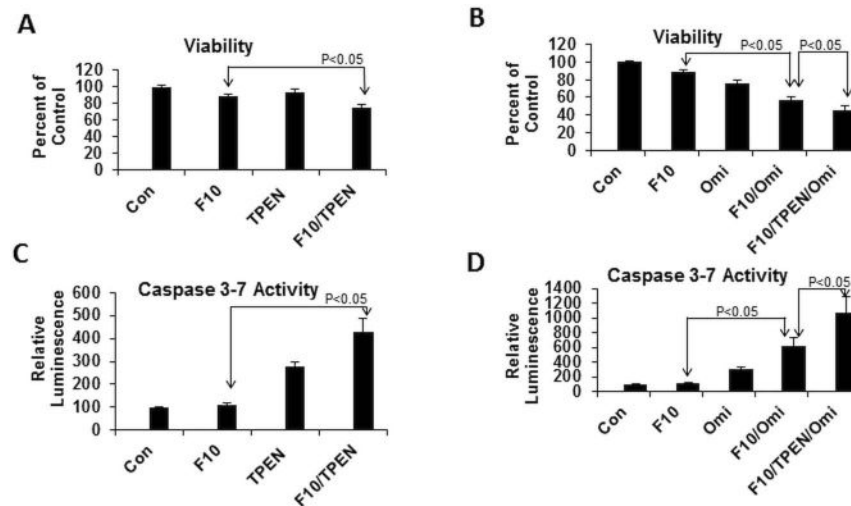 A
Viability
P<0.05
Percent of
Control
120
100
80
60
40
20
0
Con
F10
TPEN
F10/TPEN
B
Viability
P<0.05
P<0.05
Percent of
Control
120
100
80
60
40
20
0
Con
F10
Omi
F10/Omi
F10/TPEN/Omi
C
Caspase 3-7 Activity
P<0.05
Relative
Luminescence
600
500
400
300
200
100
0
Con
F10
TPEN
F10/TPEN
D
Caspase 3-7 Activity
P<0.05
P<0.05
Relative
Luminescence
1400
1200
1000
800
600
400
200
0
Con
F10
Omi
F10/Omi
F10/TPEN/Omi